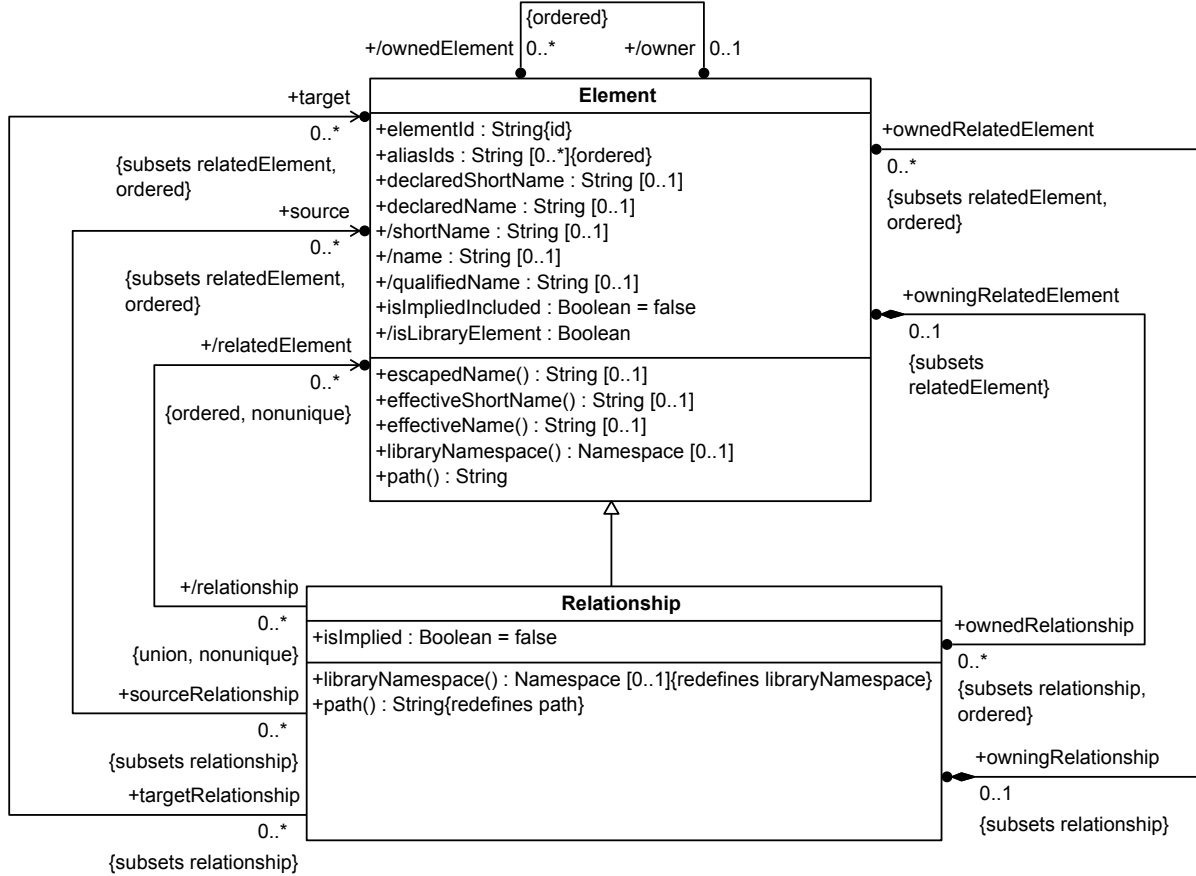 {ordered}
+/ownedElement
0..*
+/owner
0..1
Element
+elementId : String{id}
+aliasIds : String [0..*]{ordered}
+declaredShortName : String [0..1]
+declaredName : String [0..1]
+/shortName : String [0..1]
+/name : String [0..1]
+/qualifiedName : String [0..1]
+isImpliedIncluded : Boolean = false
+/isLibraryElement : Boolean
+escapedName() : String [0..1]
+effectiveShortName() : String [0..1]
+effectiveName() : String [0..1]
+libraryNamespace() : Namespace [0..1]
+path() : String
+target
0..*
{subsets relatedElement,
ordered}
+source
0..*
{subsets relatedElement,
ordered}
+/relatedElement
0..*
{ordered, nonunique}
+ownedRelatedElement
0..*
{subsets relatedElement,
ordered}
+owningRelatedElement
0..1
{subsets
relatedElement}
+/relationship
0..*
{union, nonunique}
+sourceRelationship
0..*
{subsets relationship}
+targetRelationship
0..*
{subsets relationship}
Relationship
+isImplied : Boolean = false
+libraryNamespace() : Namespace [0..1]{redefines libraryNamespace}
+path() : String{redefines path}
+ownedRelationship
0..*
{subsets relationship,
ordered}
+owningRelationship
0..1
{subsets relationship}